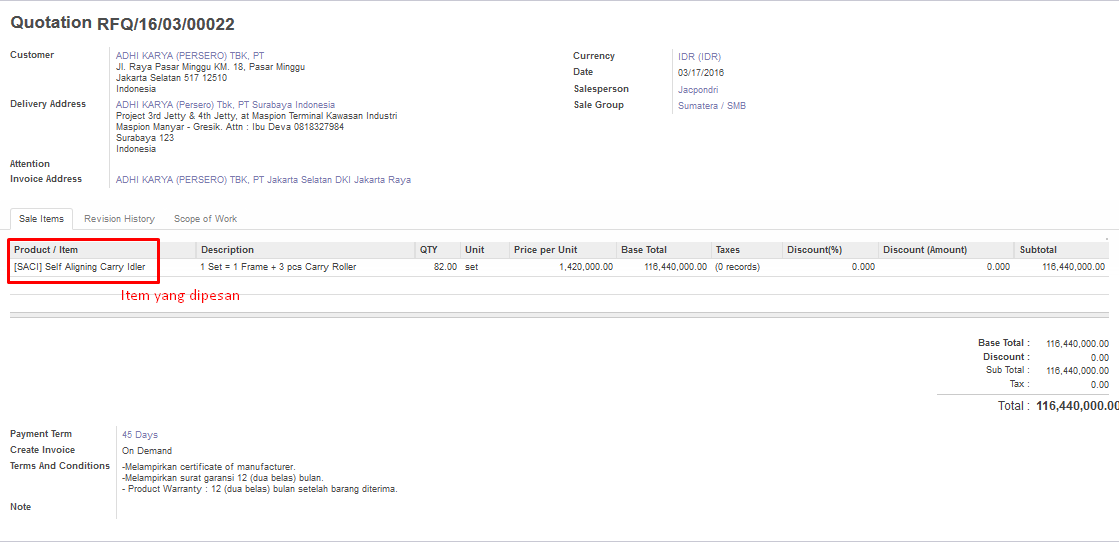 Quotation RFQ/16/03/00022
Customer ADHI KARYA (PERSERO) TBK, PT
Jl. Raya Pasar Minggu KM. 18, Pasar Minggu
Jakarta Selatan 517 12510
Indonesia
Delivery Address ADHI KARYA (Persero) Tbk, PT Surabaya Indonesia
Project 3rd Jetty & 4th Jetty, at Maspion Terminal Kawasan Industri
Maspion Manyar - Gresik. Attn : Ibu Deva 0818327984
Surabaya 123
Indonesia
Attention
Invoice Address ADHI KARYA (PERSERO) TBK, PT Jakarta Selatan DKI Jakarta Raya
Currency IDR (IDR)
Date 03/17/2016
Salesperson Jacpondri
Sale Group Sumatera / SMB
Sale Items Revision History Scope of Work
Product / Item Description QTY Unit Price per Unit Base Total Taxes Discount(%) Discount (Amount) Subtotal
[SACI] Self Aligning Carry Idler 1 Set = 1 Frame + 3 pcs Carry Roller 82.00 set 1,420,000.00 116,440,000.00 (0 records) 0.000 0.000 116,440,000.00
Item yang dipesan
Base Total : 116,440,000.00
Discount : 0.00
Sub Total : 116,440,000.00
Tax : 0.00
Total : 116,440,000.00
Payment Term 45 Days
Create Invoice On Demand
Terms And Conditions -Melampirkan certificate of manufacturer.
-Melampirkan surat garansi 12 (dua belas) bulan.
- Product Warranty : 12 (dua belas) bulan setelah barang diterima.
Note